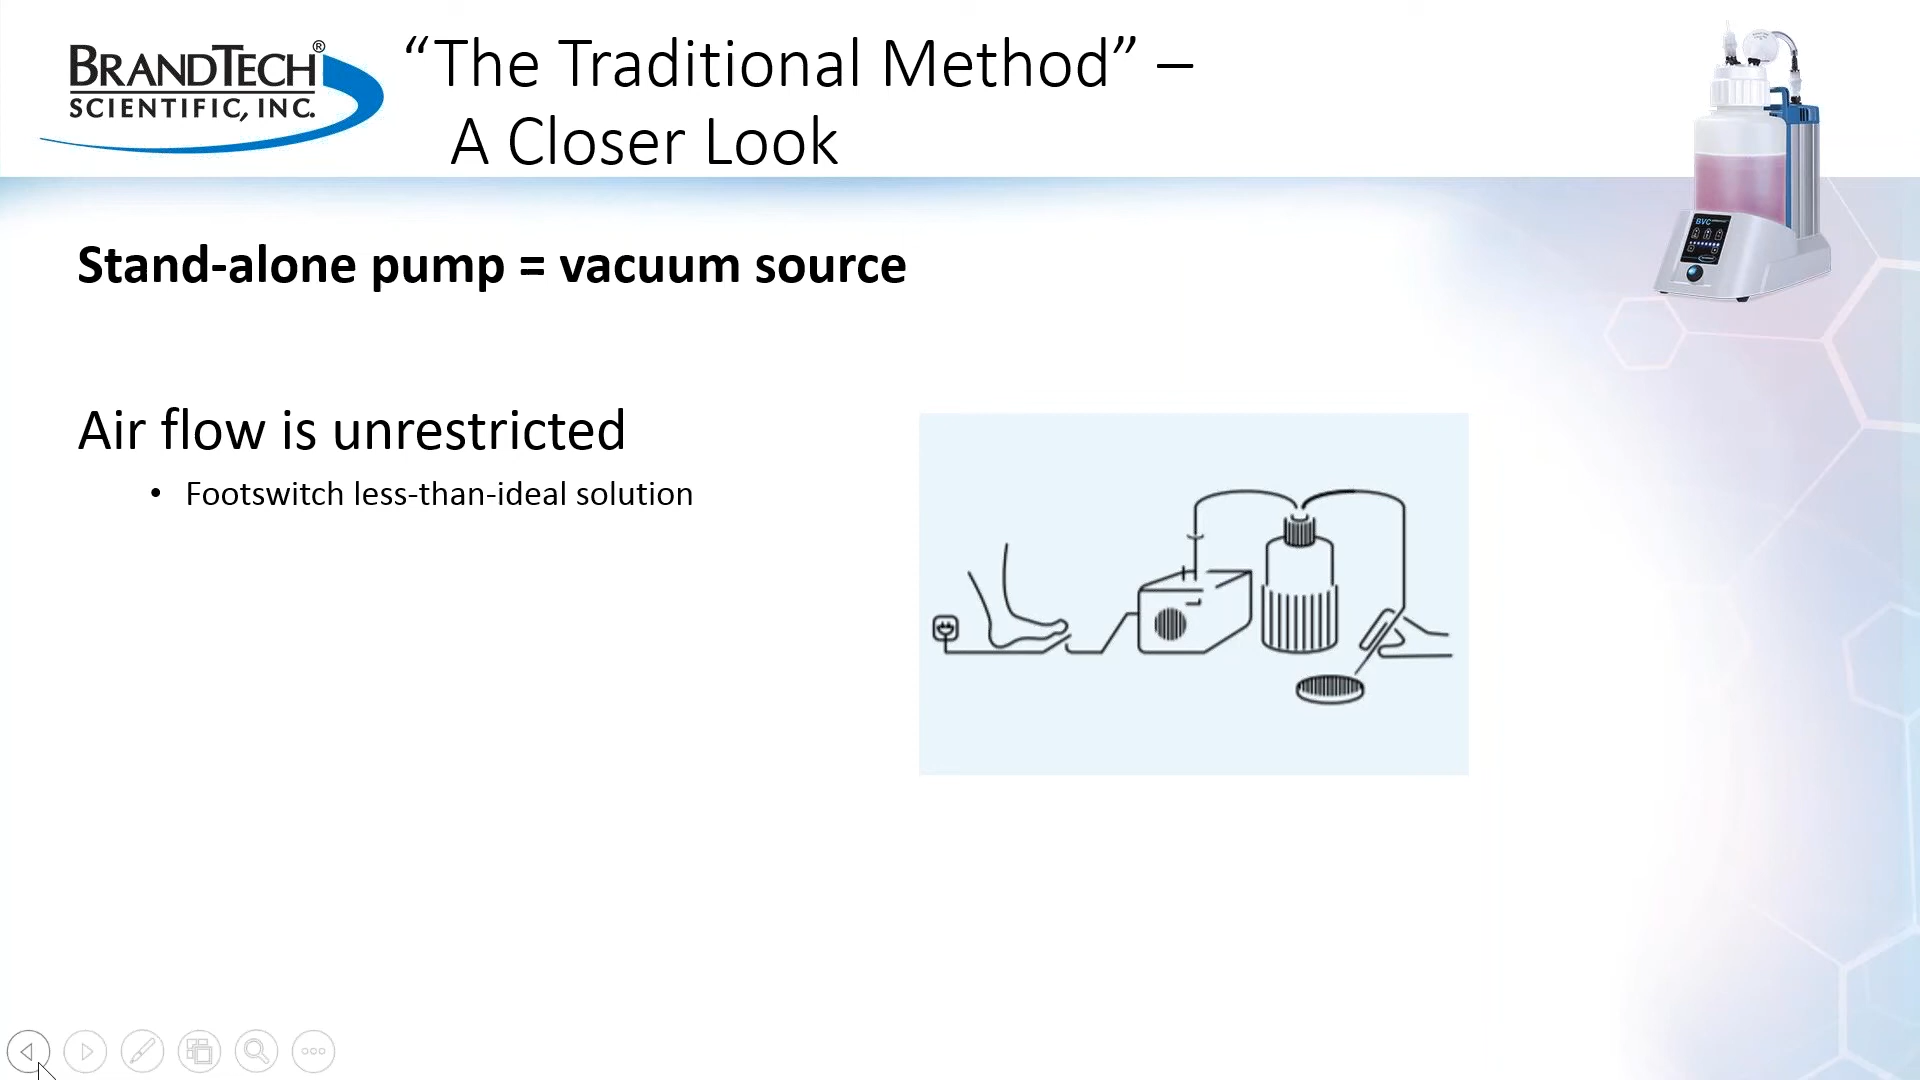 BRANDTECH®
SCIENTIFIC, INC.
“The Traditional Method” –
A Closer Look
BVC
Stand-alone pump = vacuum source
Air flow is unrestricted
• Footswitch less-than-ideal solution